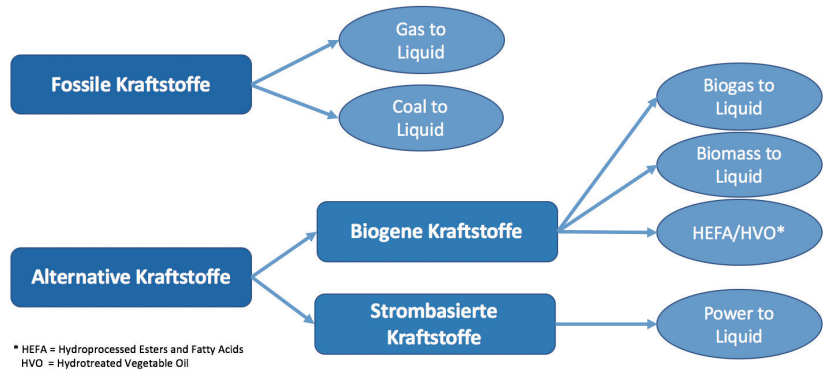 Fossile Kraftstoffe
Gas to
Liquid
Coal to
Liquid
Alternative Kraftstoffe
Biogene Kraftstoffe
Biogas to
Liquid
Biomass to
Liquid
HEFA/HVO*
Strombasierte
Kraftstoffe
Power to
Liquid
* HEFA = Hydroprocessed Esters and Fatty Acids
HVO = Hydrotreated Vegetable Oil